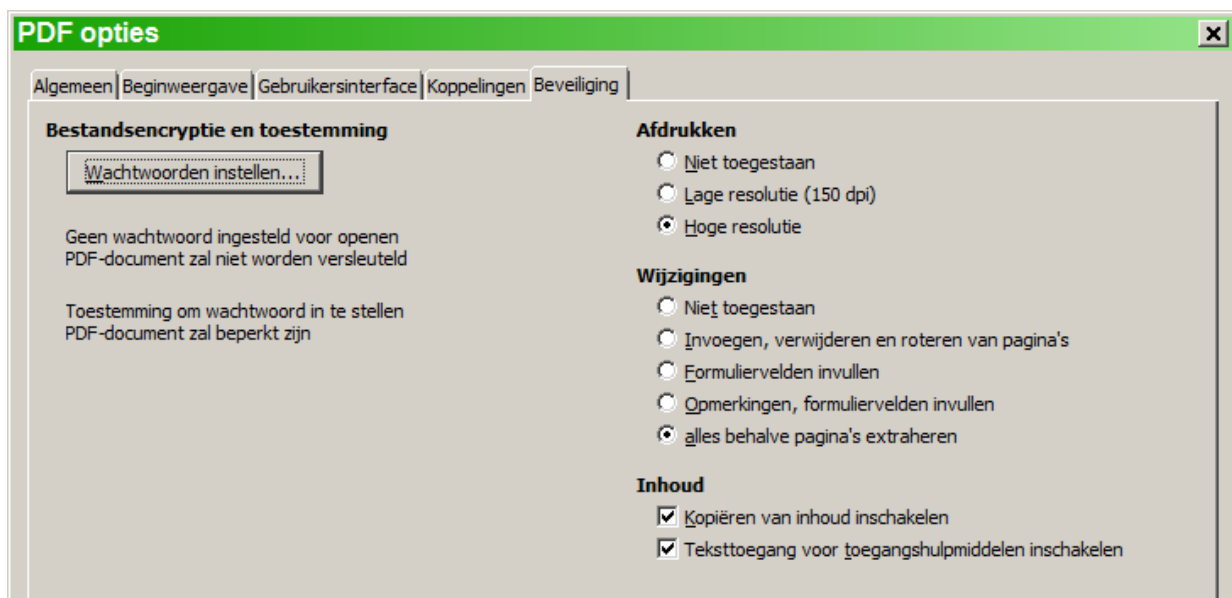 PDF opties
Algemeen Beginweergave Gebruikersinterface Koppelingen Beveiliging
Bestandsencryptie en toestemming
Wachtwoorden instellen...
Geen wachtwoord ingesteld voor openen
PDF-document zal niet worden versleuteld
Toestemming om wachtwoord in te stellen
PDF-document zal beperkt zijn
Afdrukken
Niet toegestaan
Lage resolutie (150 dpi)
Hoge resolutie
Wijzigingen
Niet toegestaan
Invoegen, verwijderen en roteren van pagina's
Formuliervelden invullen
Opmerkingen, formuliervelden invullen
alles behalve pagina's extraheren
Inhoud
Kopiëren van inhoud inschakelen
Teksttoegang voor toegangshulpmiddelen inschakelen